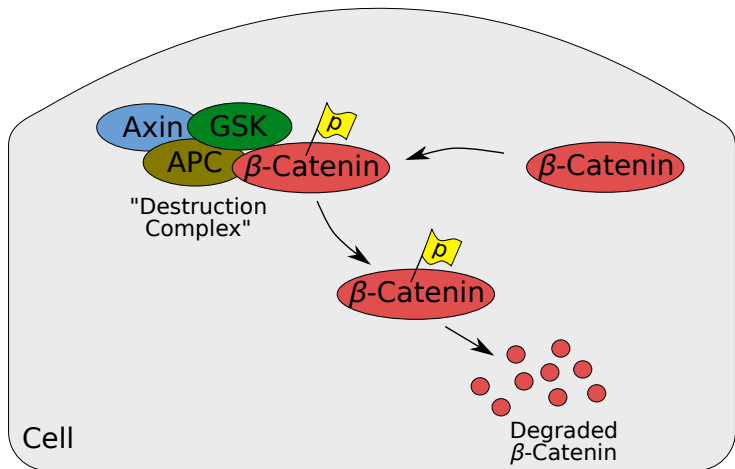 p
Axin
GSK
APC
β-Catenin
β-Catenin
"Destruction
Complex"
p
β-Catenin
Degraded
β-Catenin
Cell